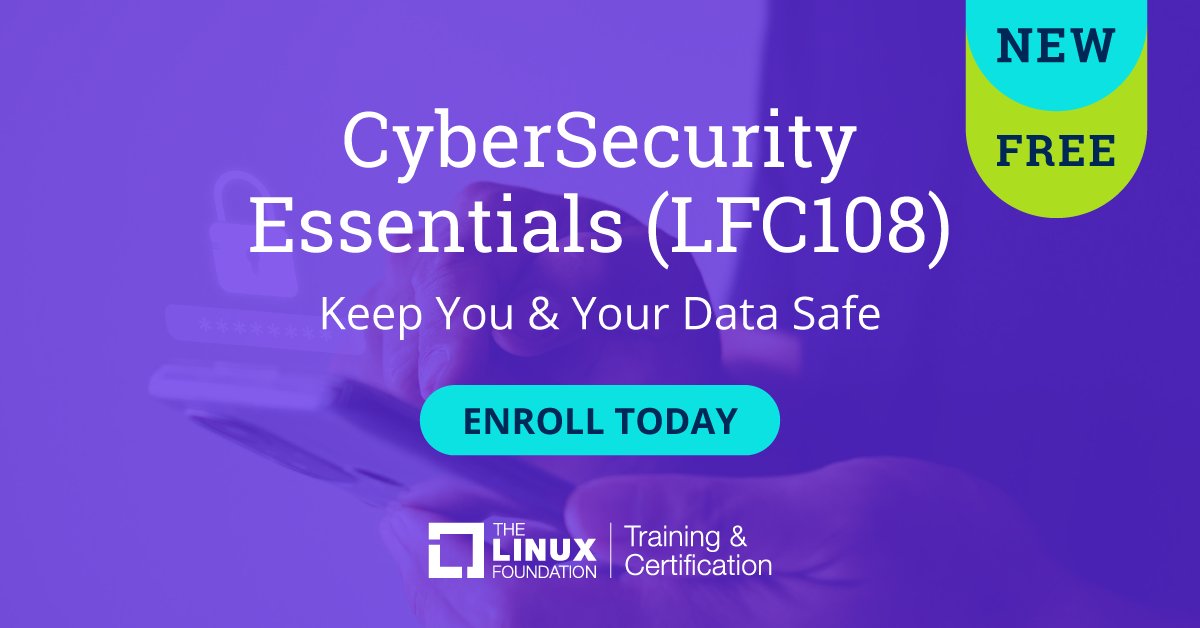 NEW
FREE
CyberSecurity
Essentials (LFC108)
Keep You & Your Data Safe
*******
ENROLL TODAY
THE
LINUX
FOUNDATION
Training &
Certification